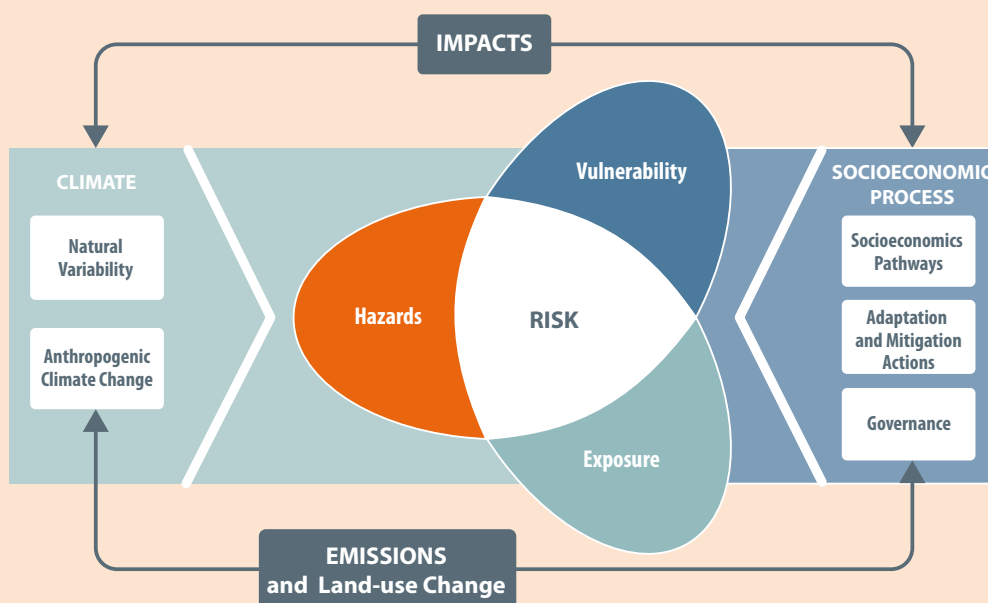 IMPACTS
CLIMATE
Natural
Variability
Anthropogenic
Climate Change
Hazards
RISK
Vulnerability
Exposure
SOCIOECONOMIC
PROCESS
Socioeconomics
Pathways
Adaptation
and Mitigation
Actions
Governance
EMISSIONS
and Land-use Change